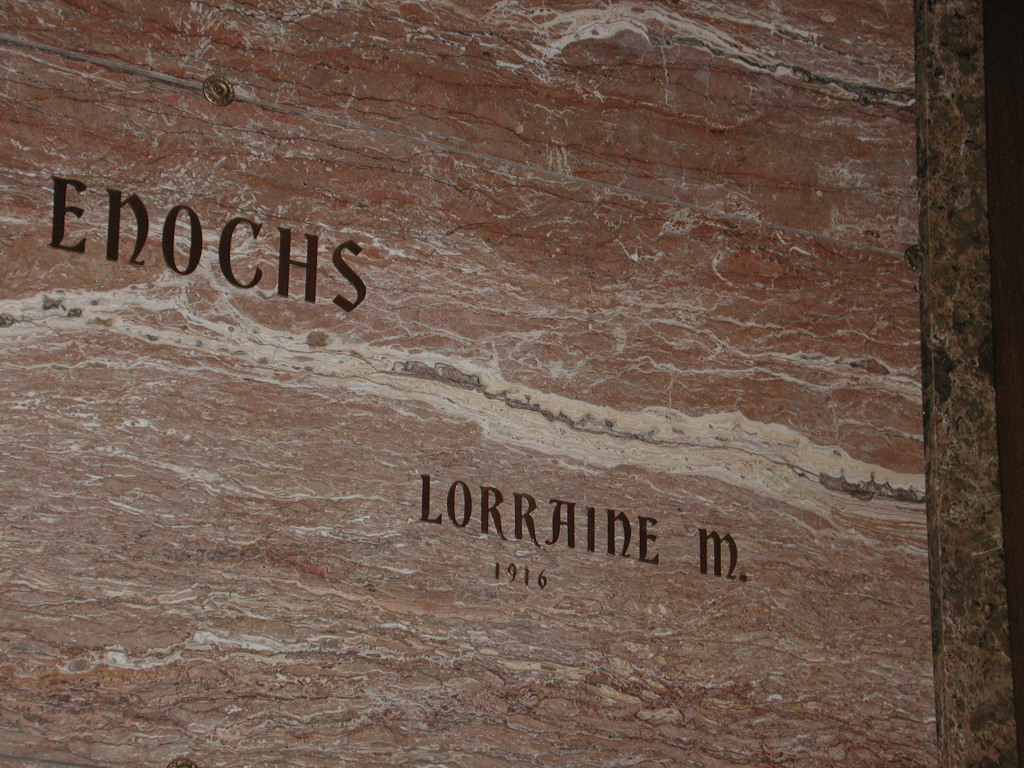 ENOCHS
LORRAINE M.
1916